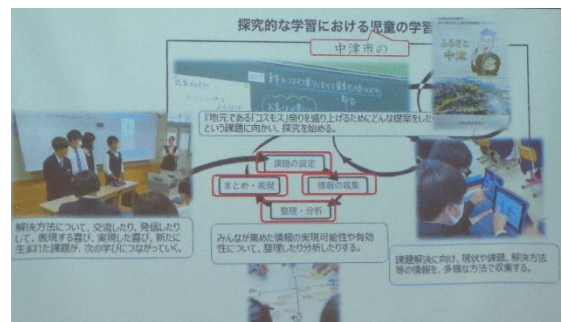 探究的な学習における児童の学習
中津市の
ふるさと
中津
『地元である「コスモス」祭りを盛り上げるためにどんな提案をした
という課題に向かい、探究を始める。
課題の設定
まとめ・表現
情報の収集
整理・分析
解決方法について、交流したり、発信したり
して、表現する喜び、実現した喜び、新たに
生まれた課題が、次の学びにつながっていく。
みんなが集めた情報の実現可能性や有効
性について、整理したり分析したりする。
課題解決に向け、現状や課題、解決方法
等の情報を、多様な方法で収集する。